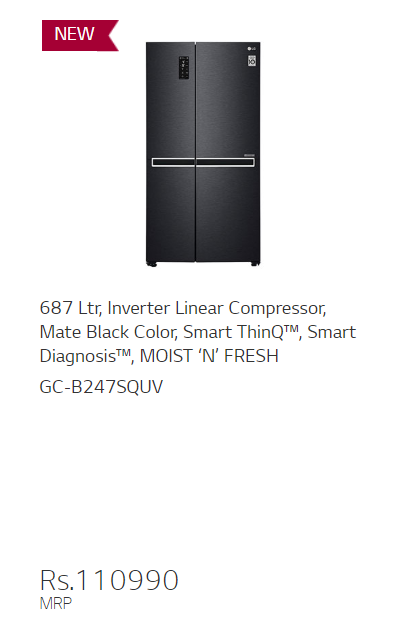 NEW
LG
687 Ltr, Inverter Linear Compressor,
Mate Black Color, Smart ThinQ™, Smart
Diagnosis™, MOIST ‘N’ FRESH
GC-B247SQUV
Rs.110990
MRP